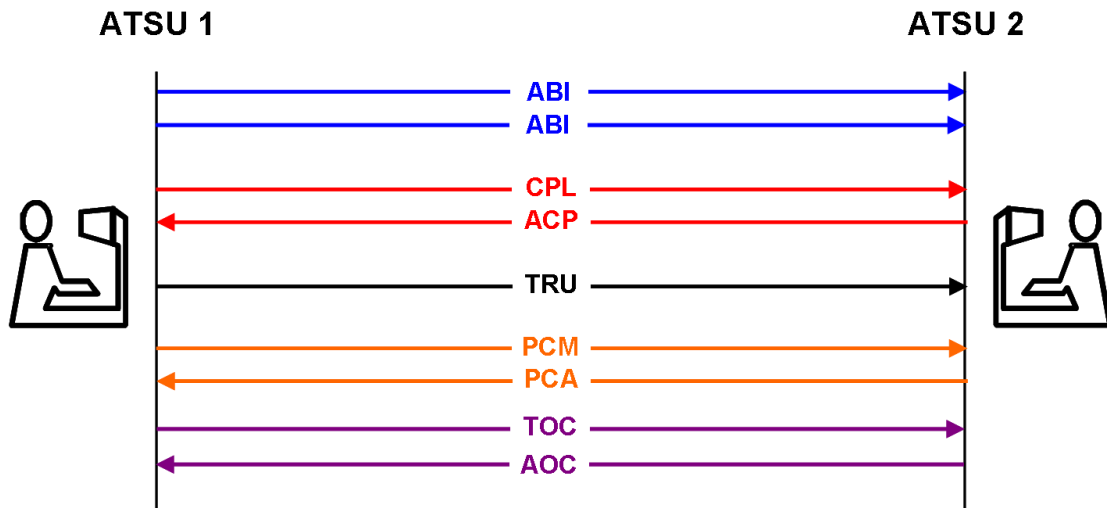 ATSU 1
ATSU 2
ABI
ABI
CPL
ACP
TRU
PCM
PCA
TOC
AOC